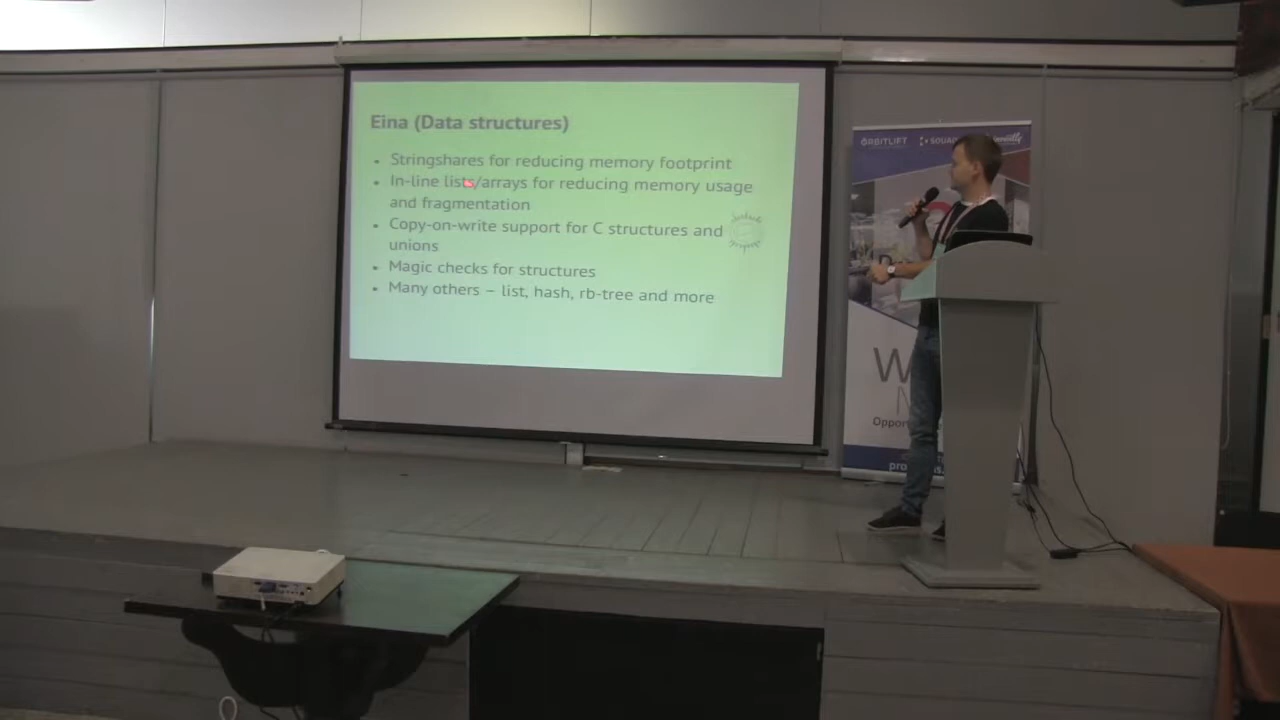 Eina (Data structures)
• Stringshares for reducing memory footprint
• In-line lists/arrays for reducing memory usage
and fragmentation
• Copy-on-write support for C structures and
unions
• Magic checks for structures
• Many others – list, hash, rb-tree and more
ORBITLIFT
W
N